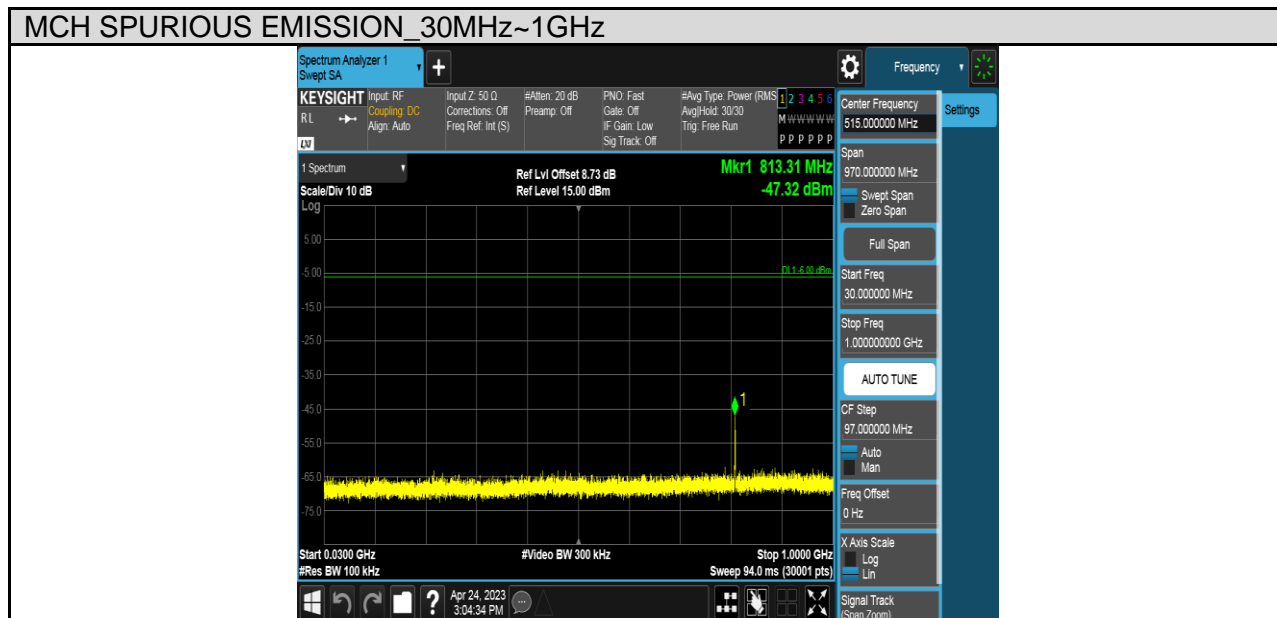 MCH SPURIOUS EMISSION_30MHz~1GHz
Spectrum Analyzer 1
Swept SA
+
Frequency
KEYSIGHT
RL
LXI
Input: RF
Coupling: DC
Align: Auto
Input Z: 50 Ω
Corrections: Off
Freq Ref: Int (S)
#Atten: 20 dB
Preamp: Off
PNO: Fast
Gate: Off
IF Gain: Low
Sig Track: Off
#Avg Type: Power (RMS
Avg|Hold: 30/30
Trig: Free Run
1 2 3 4 5 6
M W W W W W
P P P P P P
Center Frequency
515.000000 MHz
Settings
1 Spectrum
Ref Lvl Offset 8.73 dB
Mkr1 813.31 MHz
Scale/Div 10 dB
Ref Level 15.00 dBm
-47.32 dBm
Log
5.00
-5.00
DL1 -6.00 dBm
-15.0
-25.0
-35.0
-45.0
1
-55.0
-65.0
-75.0
Start 0.0300 GHz
#Video BW 300 kHz
Stop 1.0000 GHz
#Res BW 100 kHz
Sweep 94.0 ms (30001 pts)
Span
970.000000 MHz
Swept Span
Zero Span
Full Span
Start Freq
30.000000 MHz
Stop Freq
1.000000000 GHz
AUTO TUNE
CF Step
97.000000 MHz
Auto
Man
Freq Offset
0 Hz
X Axis Scale
Log
Lin
Signal Track
(Span Zoom)
?
Apr 24, 2023
3:04:34 PM